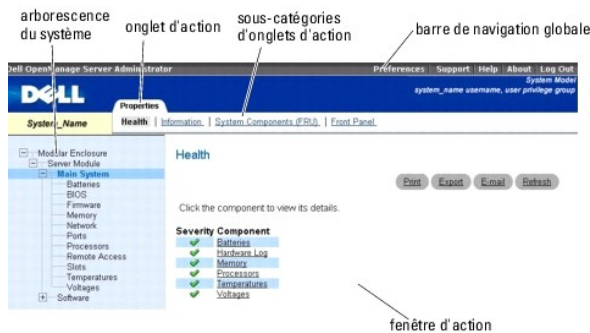 arborescence
du système
onglet d'action
sous-catégories
d'onglets d'action
barre de navigation globale
Dell OpenManage Server Administrator
Preferences Support Help About Log Out
System Model
system_name username, user privilege group
DELL
Properties
System_Name
Health Information System Components (FRU) Front Panel
Modular Enclosure
Server Module
Main System
Batteries
BIOS
Firmware
Memory
Network
Ports
Processors
Remote Access
Slots
Temperatures
Voltages
Software
Health
Print Export E-mail Refresh
Click the component to view its details.
Severity Component
Batteries
Hardware Log
Memory
Processors
Temperatures
Voltages
fenêtre d'action